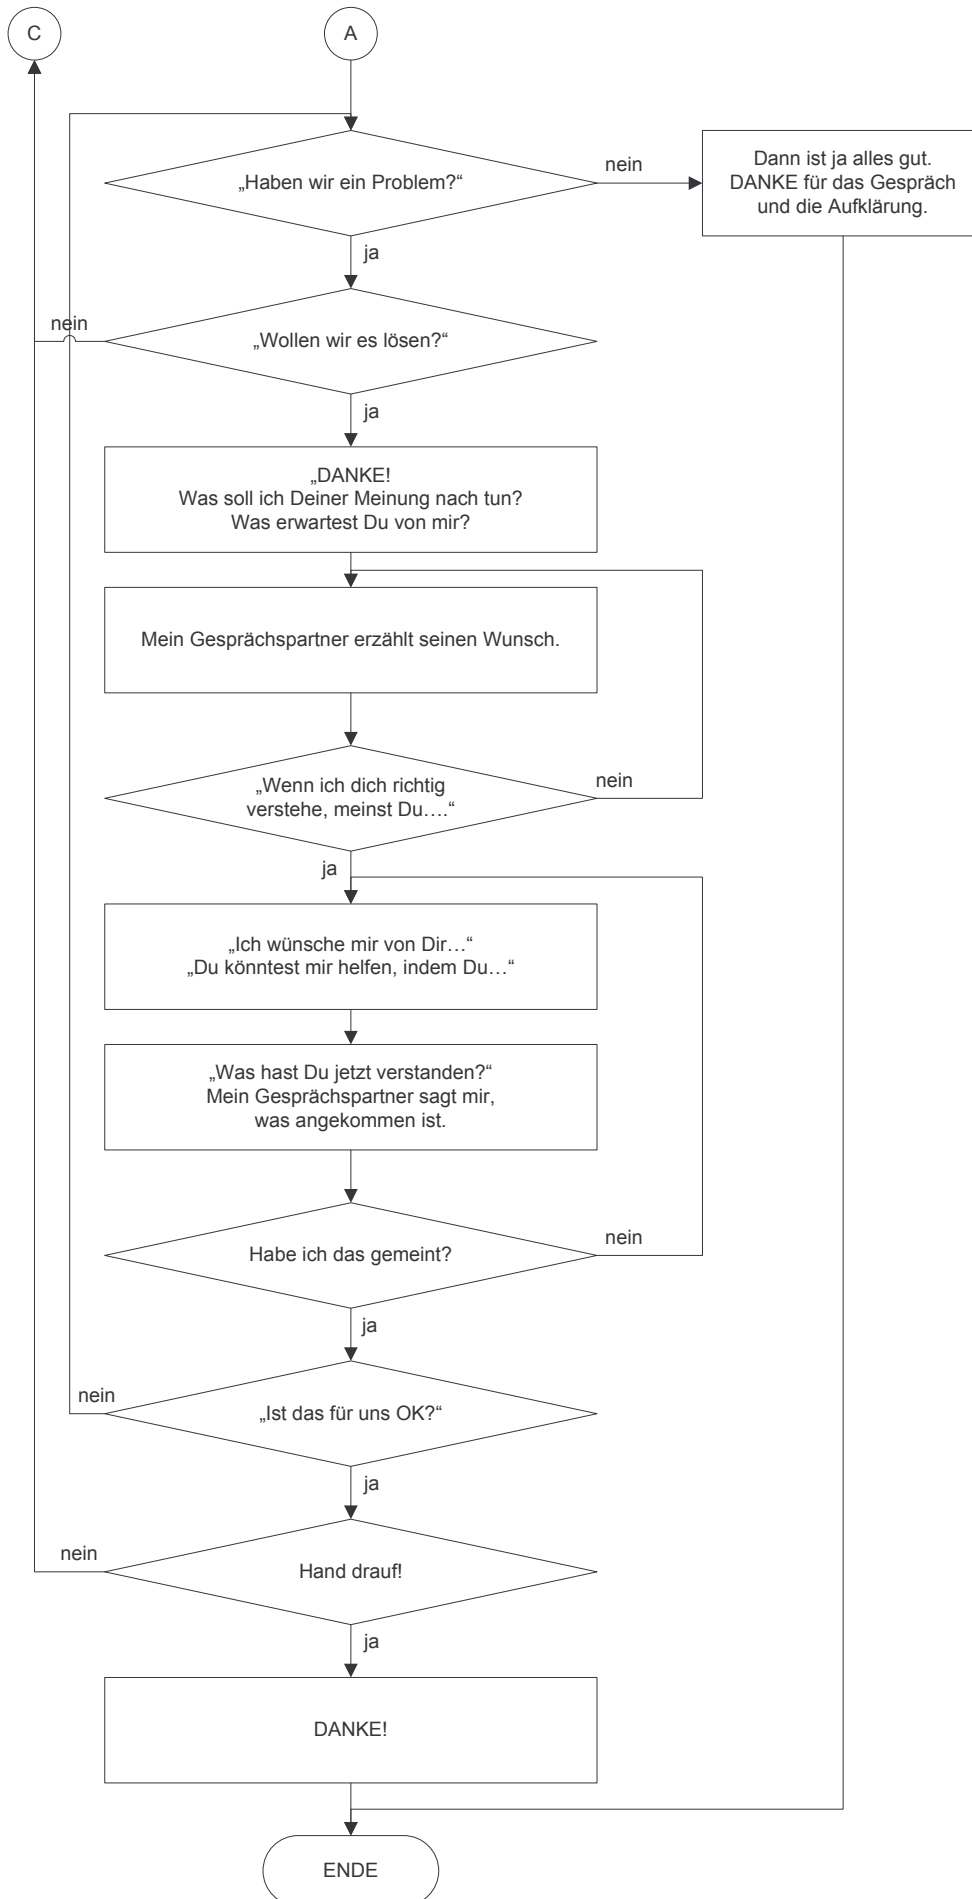 C
A
„Haben wir ein Problem?“
nein
Dann ist ja alles gut.
DANKE für das Gespräch
und die Aufklärung.
ja
nein
„Wollen wir es lösen?“
ja
„DANKE!
Was soll ich Deiner Meinung nach tun?
Was erwartest Du von mir?
Mein Gesprächspartner erzählt seinen Wunsch.
„Wenn ich dich richtig
verstehe, meinst Du….“
nein
ja
„Ich wünsche mir von Dir…“
„Du könntest mir helfen, indem Du…“
„Was hast Du jetzt verstanden?“
Mein Gesprächspartner sagt mir,
was angekommen ist.
Habe ich das gemeint?
nein
ja
nein
„Ist das für uns OK?“
ja
nein
Hand drauf!
ja
DANKE!
ENDE